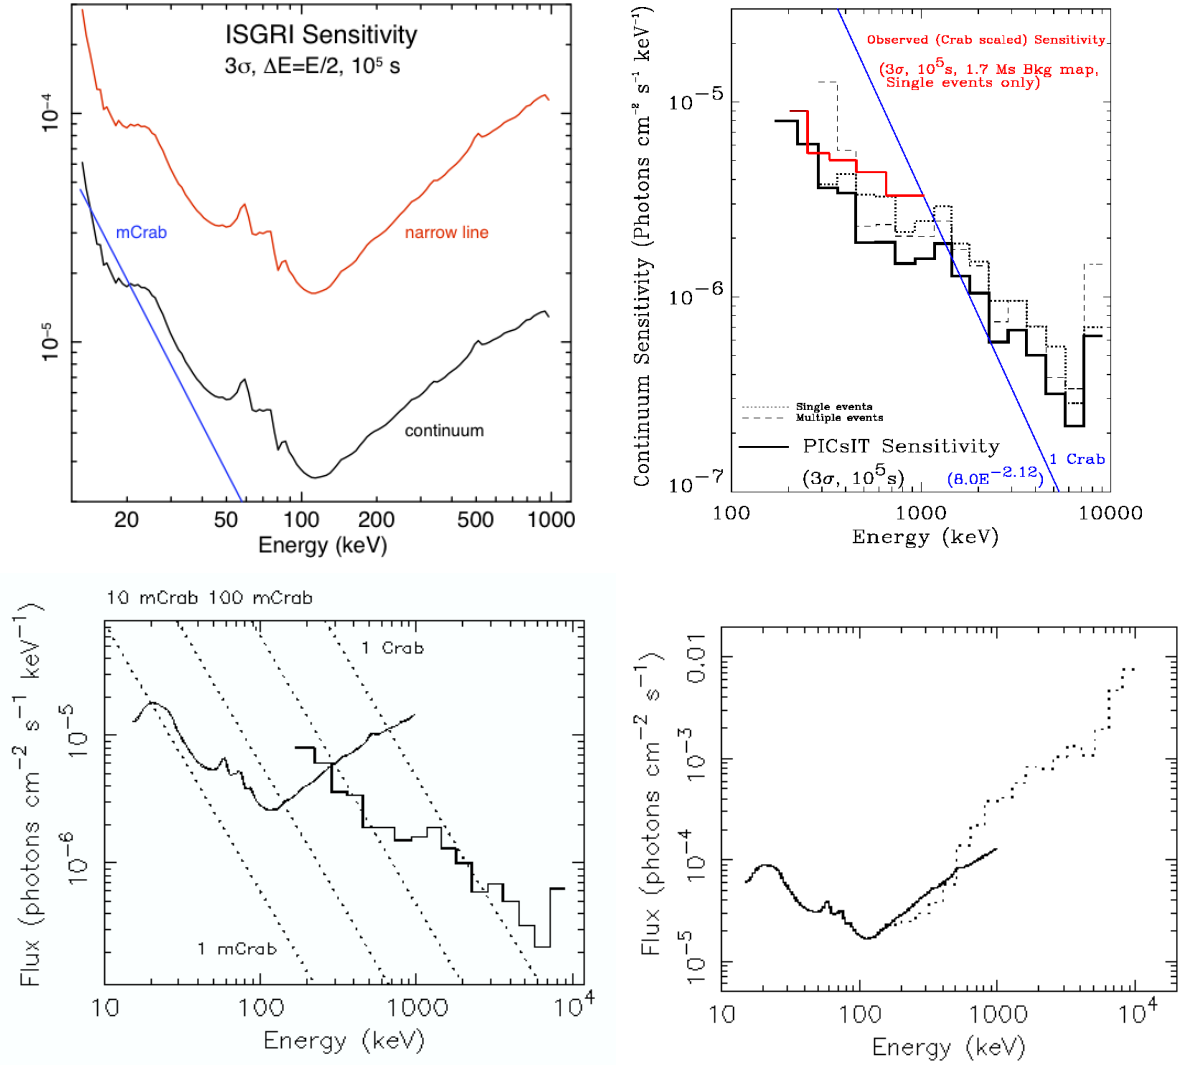 ISGRI Sensitivity
3σ, ΔE=E/2, 10⁵ s
10⁻⁴
10⁻⁵
mCrab
narrow line
continuum
20 50 100 200 500 1000
Energy (keV)
Continuum Sensitivity (Photons cm⁻² s⁻¹ keV⁻¹)
10⁻⁵
10⁻⁶
10⁻⁷
Observed (Crab scaled) Sensitivity
(3σ, 10⁵s, 1.7 Ms Bkg map,
Single events only)
Single events
Multiple events
PICsIT Sensitivity
(3σ, 10⁵s)
1 Crab
(8.0E⁻²·¹²)
100 1000 10000
Energy (keV)
10 mCrab 100 mCrab
Flux (photons cm⁻² s⁻¹ keV⁻¹)
10⁻⁵
10⁻⁶
1 Crab
1 mCrab
10 100 1000 10⁴
Energy (keV)
Flux (photons cm⁻² s⁻¹)
0.01
10⁻³
10⁻⁴
10⁻⁵
10 100 1000 10⁴
Energy (keV)